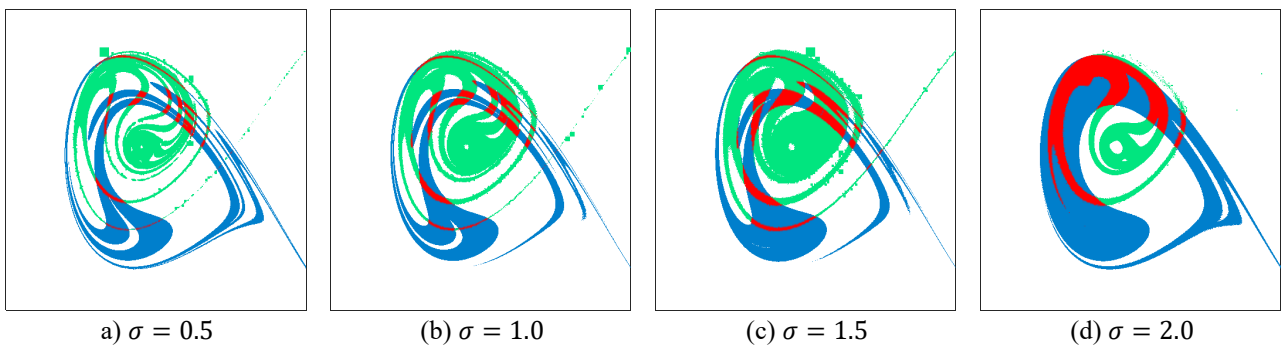 a) σ = 0.5
(b) σ = 1.0
(c) σ = 1.5
(d) σ = 2.0